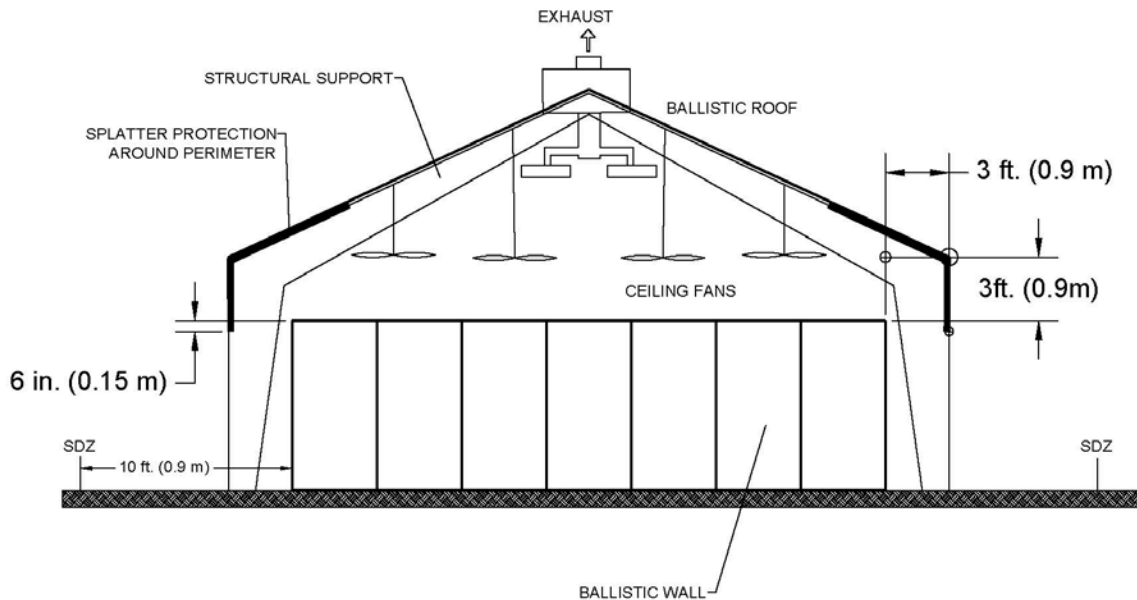 EXHAUST
STRUCTURAL SUPPORT
BALLISTIC ROOF
SPLATTER PROTECTION
AROUND PERIMETER
3 ft. (0.9 m)
3ft. (0.9m)
CEILING FANS
6 in. (0.15 m)
SDZ
SDZ
10 ft. (0.9 m)
BALLISTIC WALL